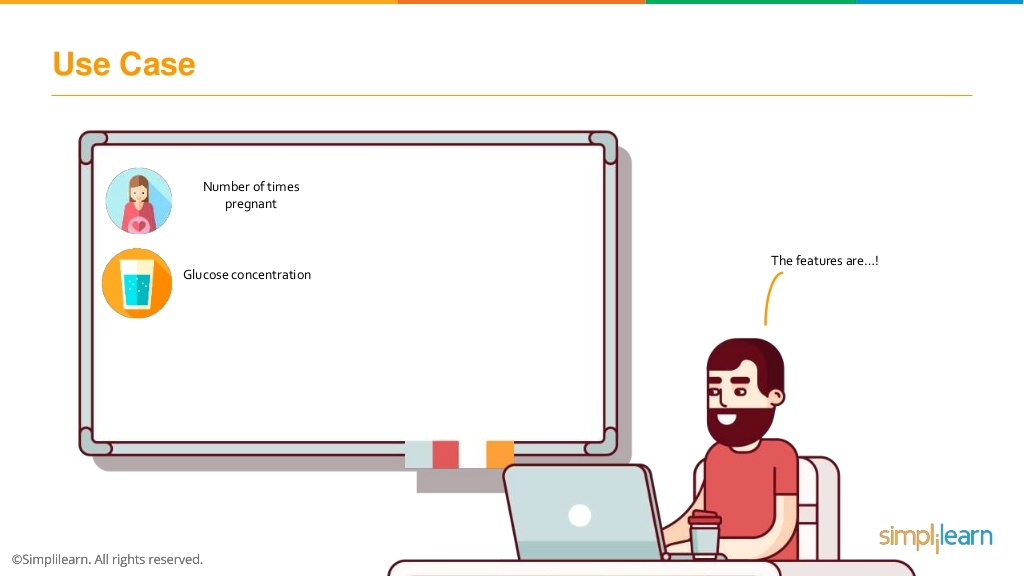 Use Case
Number of times
pregnant
Glucose concentration
The features are...!
simplilearn
©Simplilearn. All rights reserved.